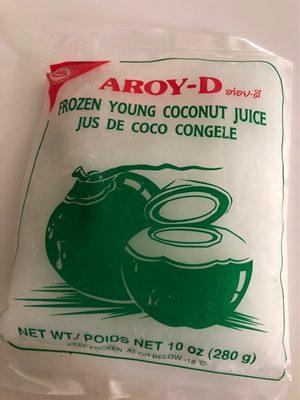 AROY-D อร่อย-ดี
FROZEN YOUNG COCONUT JUICE
JUS DE COCO CONGELE
NET WT./ POIDS NET 10 oz (280 g)
KEEP FROZEN AT OR BELOW -18°C